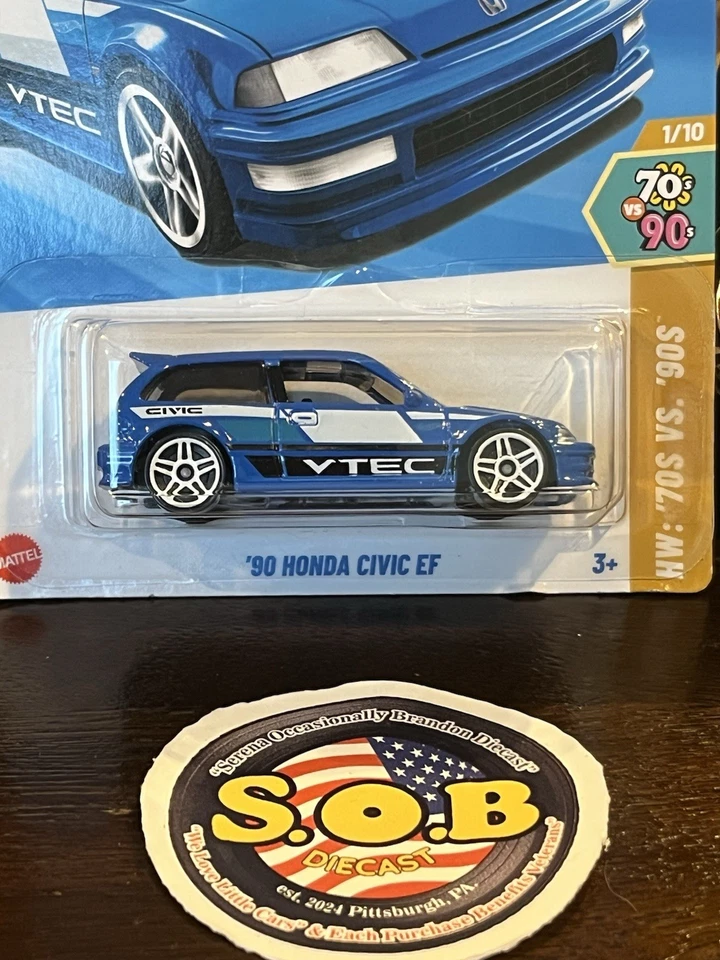 VTEC
1/10
70s
VS
90s
HW: '70S VS. '90S
CIVIC
VTEC
MATTEL
'90 HONDA CIVIC EF
3+
"Serena Occasionally Brandon Diecast"
S.O.B
DIECAST
est. 2024 Pittsburgh, PA.
"We Love Little Cars" & Each Purchase Benefits Veterans"